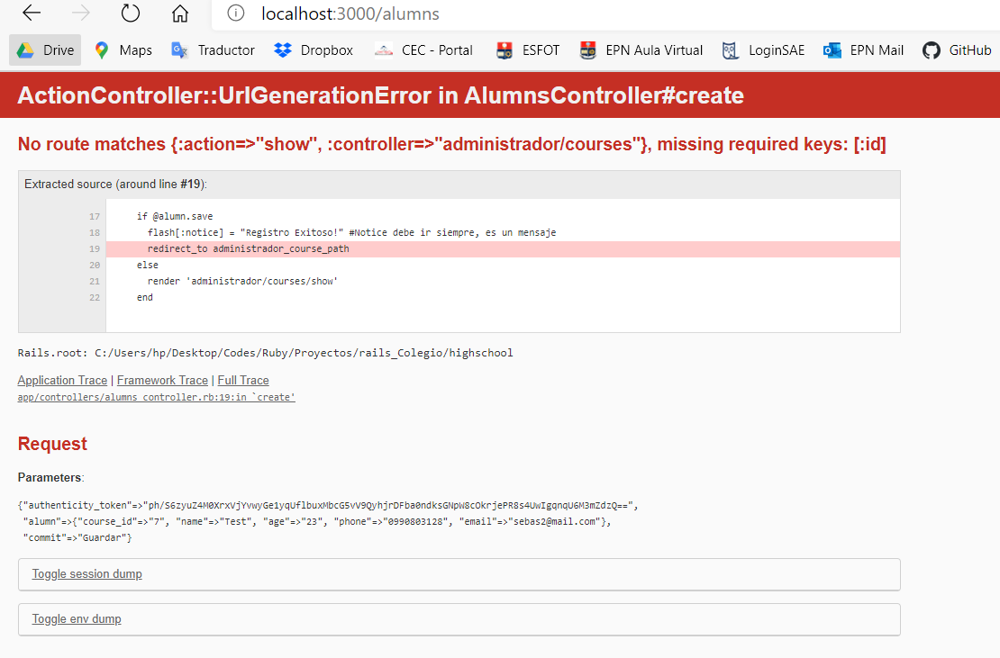 localhost:3000/alumns
Drive Maps Traductor Dropbox CEC - Portal ESFOT EPN Aula Virtual LoginSAE EPN Mail GitHub
ActionController::UrlGenerationError in AlumnsController#create
No route matches {:action=>"show", :controller=>"administrador/courses"}, missing required keys: [:id]
Extracted source (around line #19):
17 if @alumn.save
18 flash[:notice] = "Registro Exitoso!" #Notice debe ir siempre, es un mensaje
19 redirect_to administrador_course_path
20 else
21 render 'administrador/courses/show'
22 end
Rails.root: C:/Users/hp/Desktop/Codes/Ruby/Proyectos/rails_Colegio/highschool
Application Trace | Framework Trace | Full Trace
app/controllers/alumns_controller.rb:19:in `create'
Request
Parameters:
{"authenticity_token"=>"ph/S6zyuZ4M0XrxVjYvwyGe1yqUflbuxMbcG5vV9QyhjrDFba0ndksGNpW8cOkrjePR8s4UwIgqnqU6M3mZdzQ==",
"alumn"=>{"course_id"=>"7", "name"=>"Test", "age"=>"23", "phone"=>"0990803128", "email"=>"sebas2@mail.com"},
"commit"=>"Guardar"}
Toggle session dump
Toggle env dump